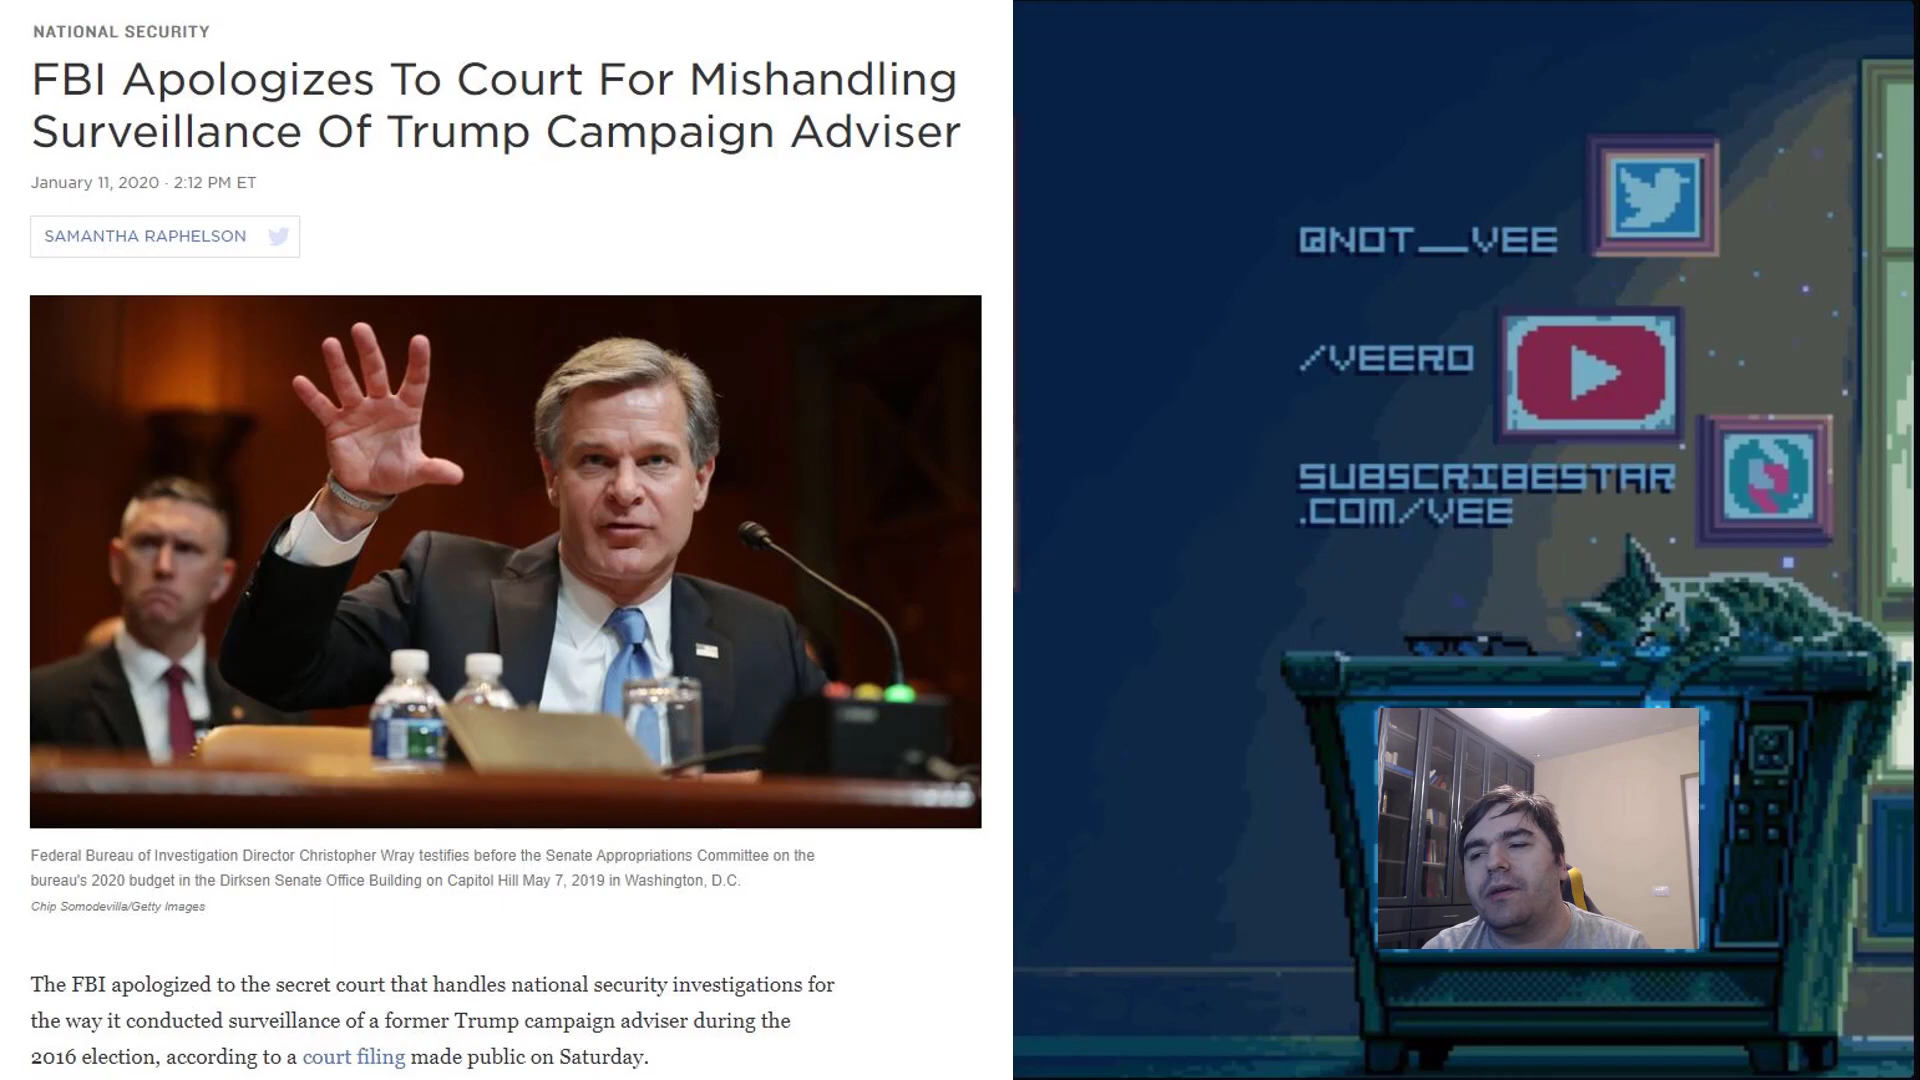 NATIONAL SECURITY
FBI Apologizes To Court For Mishandling
Surveillance Of Trump Campaign Adviser
January 11, 2020 · 2:12 PM ET
SAMANTHA RAPHELSON
Federal Bureau of Investigation Director Christopher Wray testifies before the Senate Appropriations Committee on the
bureau's 2020 budget in the Dirksen Senate Office Building on Capitol Hill May 7, 2019 in Washington, D.C.
Chip Somodevilla/Getty Images
The FBI apologized to the secret court that handles national security investigations for
the way it conducted surveillance of a former Trump campaign adviser during the
2016 election, according to a court filing made public on Saturday.
@NOT__VEE
/VEERO
SUBSCRIBESTAR
.COM/VEE